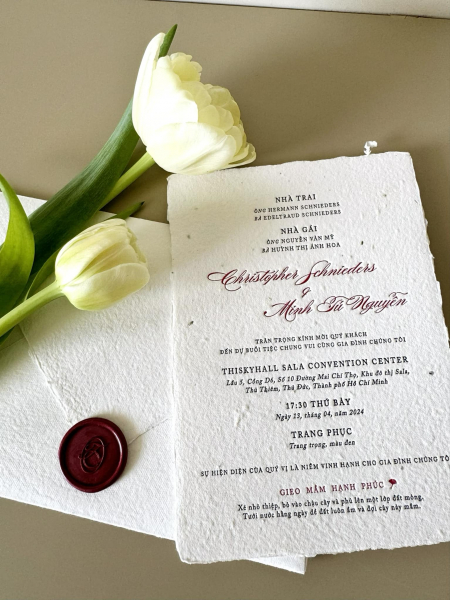 NHÀ TRAI
ÔNG HERMANN SCHNIEDERS
BÀ EDELTRAUD SCHNIEDERS
NHÀ GÁI
ÔNG NGUYỄN VĂN MỸ
BÀ HUỲNH THỊ ÁNH HOA
Christopher Schnieders
& Minh Tú Nguyễn
TRÂN TRỌNG KÍNH MỜI QUÝ KHÁCH
ĐẾN DỰ BUỔI TIỆC CHUNG VUI CÙNG GIA ĐÌNH CHÚNG TÔI
THISKYHALL SALA CONVENTION CENTER
Lầu 5, Cổng D6, Số 10 Đường Mai Chí Thọ, Khu đô thị Sala,
Thủ Thiêm, Thủ Đức, Thành phố Hồ Chí Minh
17:30 THỨ BẢY
Ngày 13, tháng 04, năm 2024
TRANG PHỤC
Trang trọng, màu đen
SỰ HIỆN DIỆN CỦA QUÝ VỊ LÀ NIỀM VINH HẠNH CHO GIA ĐÌNH CHÚNG TÔI
GIEO MẦM HẠNH PHÚC
Xé nhỏ thiệp, bỏ vào chậu cây và phủ lên một lớp đất mỏng.
Tưới nước hằng ngày để đất luôn ẩm và đợi cây nảy mầm.